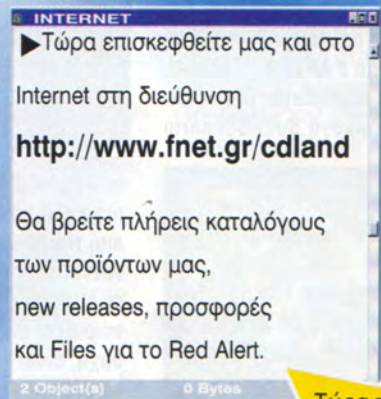 INTERNET
▶Τώρα επισκεφθείτε μας και στο
Internet στη διεύθυνση
http://www.fnet.gr/cdland
Θα βρείτε πλήρεις καταλόγους
των προϊόντων μας,
new releases, προσφορές
και Files για το Red Alert.
2 Object(s) 0 Bytes
Τώρα